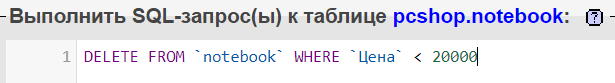 Выполнить SQL-запрос(ы) к таблице pcshop.notebook:
1 DELETE FROM `notebook` WHERE `Цена` < 20000